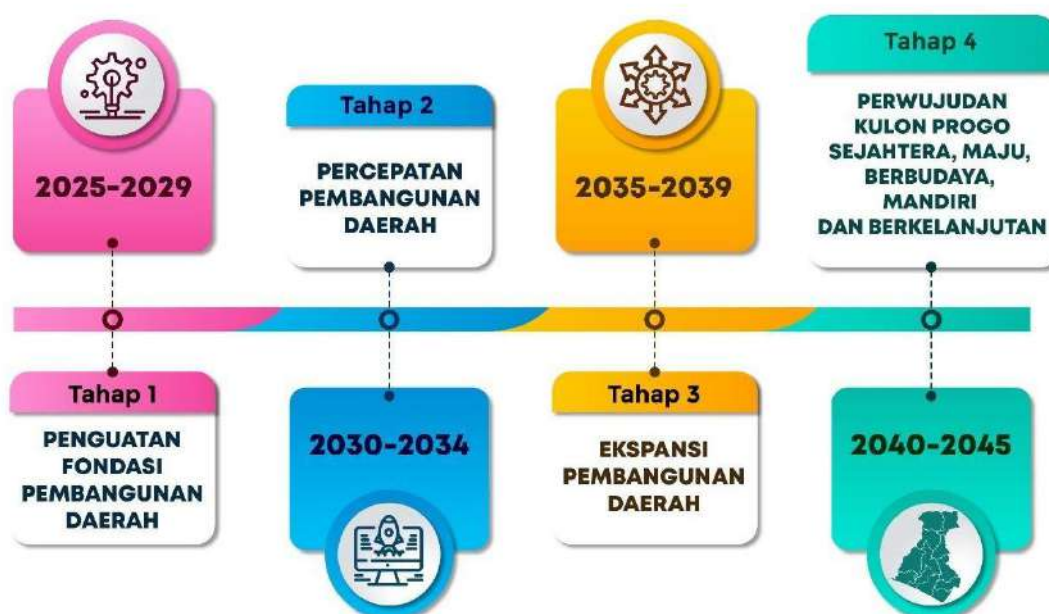 2025-2029
Tahap 1
PENGUATAN
FONDASI
PEMBANGUNAN
DAERAH
Tahap 2
PERCEPATAN
PEMBANGUNAN
DAERAH
2030-2034
2035-2039
Tahap 3
EKSPANSI
PEMBANGUNAN
DAERAH
Tahap 4
PERWUJUDAN
KULON PROGO
SEJAHTERA, MAJU,
BERBUDAYA,
MANDIRI
DAN BERKELANJUTAN
2040-2045